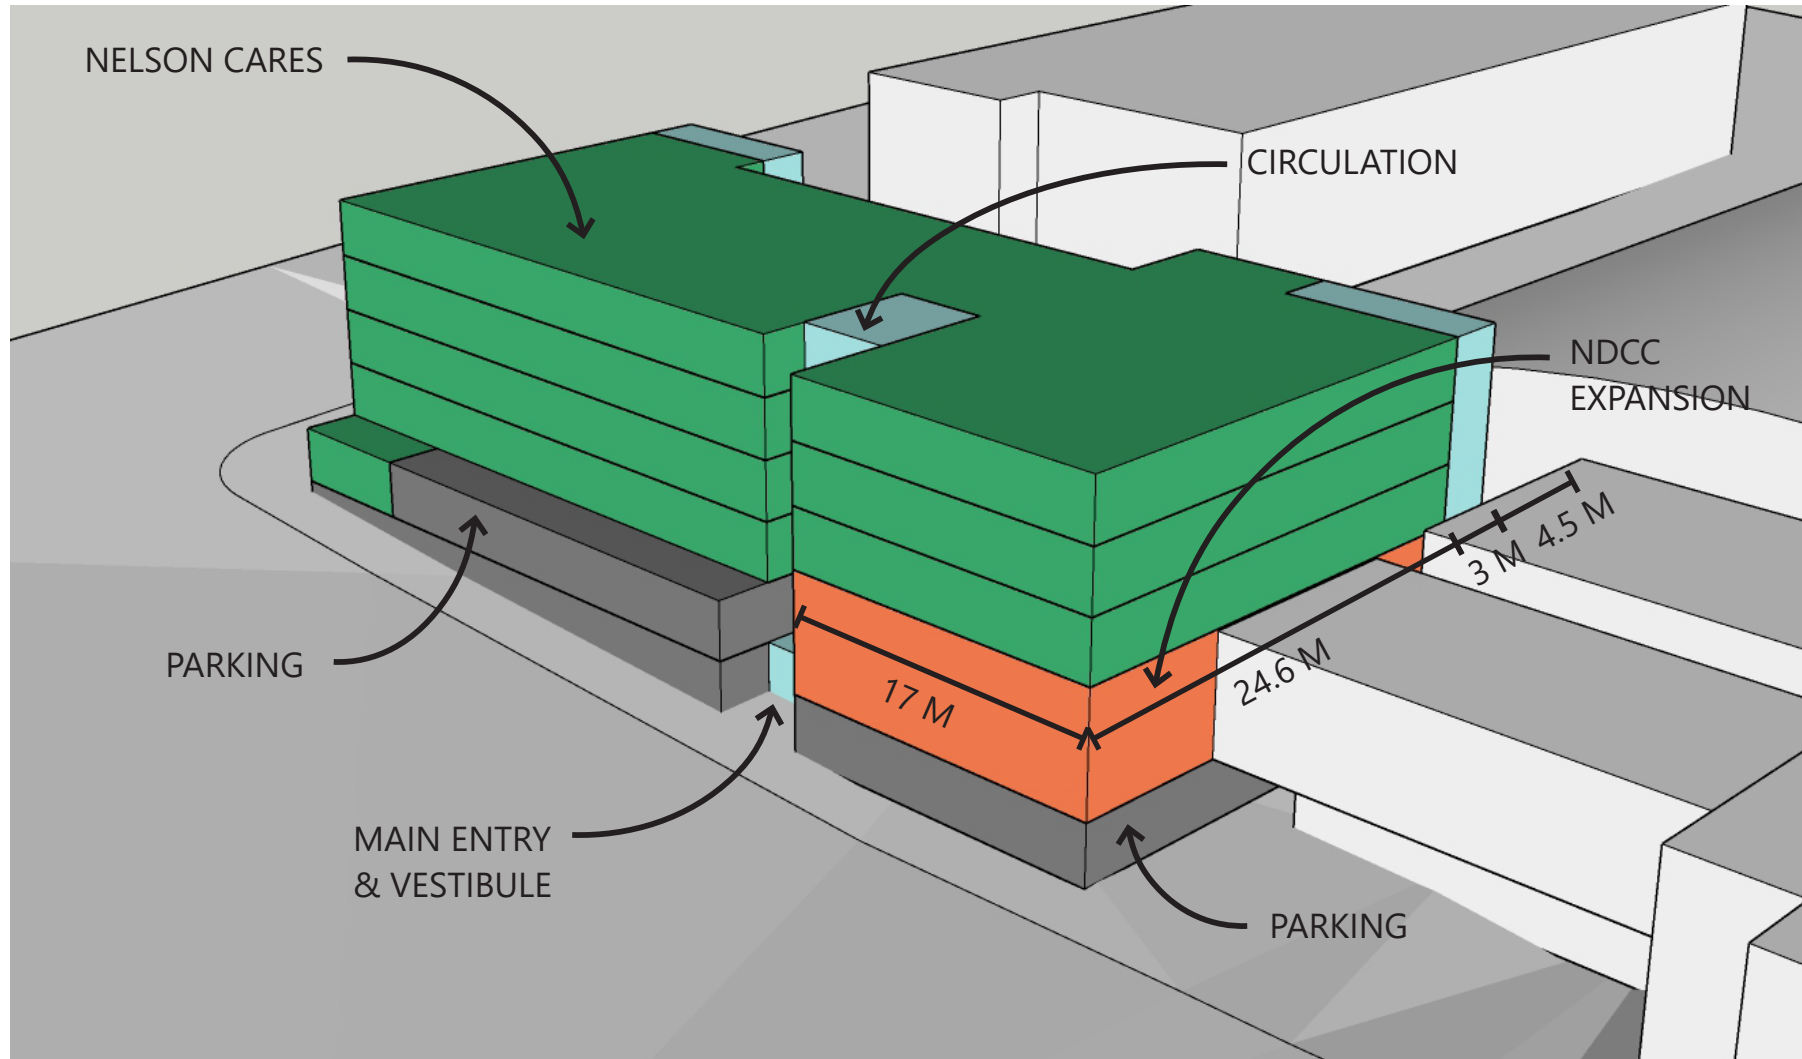 NELSON CARES
CIRCULATION
NDCC
EXPANSION
4.5 M
3 M
24.6 M
17 M
PARKING
MAIN ENTRY
& VESTIBULE
PARKING